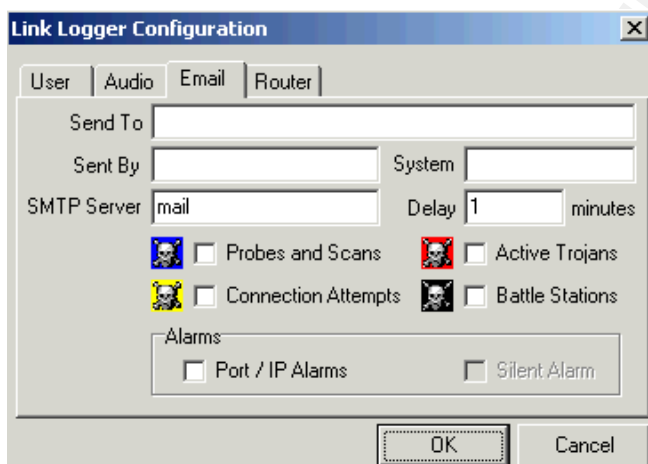 Link Logger Configuration
User Audio Email Router
Send To
Sent By System
SMTP Server mail Delay 1 minutes
Probes and Scans Active Trojans
Connection Attempts Battle Stations
Alarms
Port / IP Alarms Silent Alarm
OK Cancel